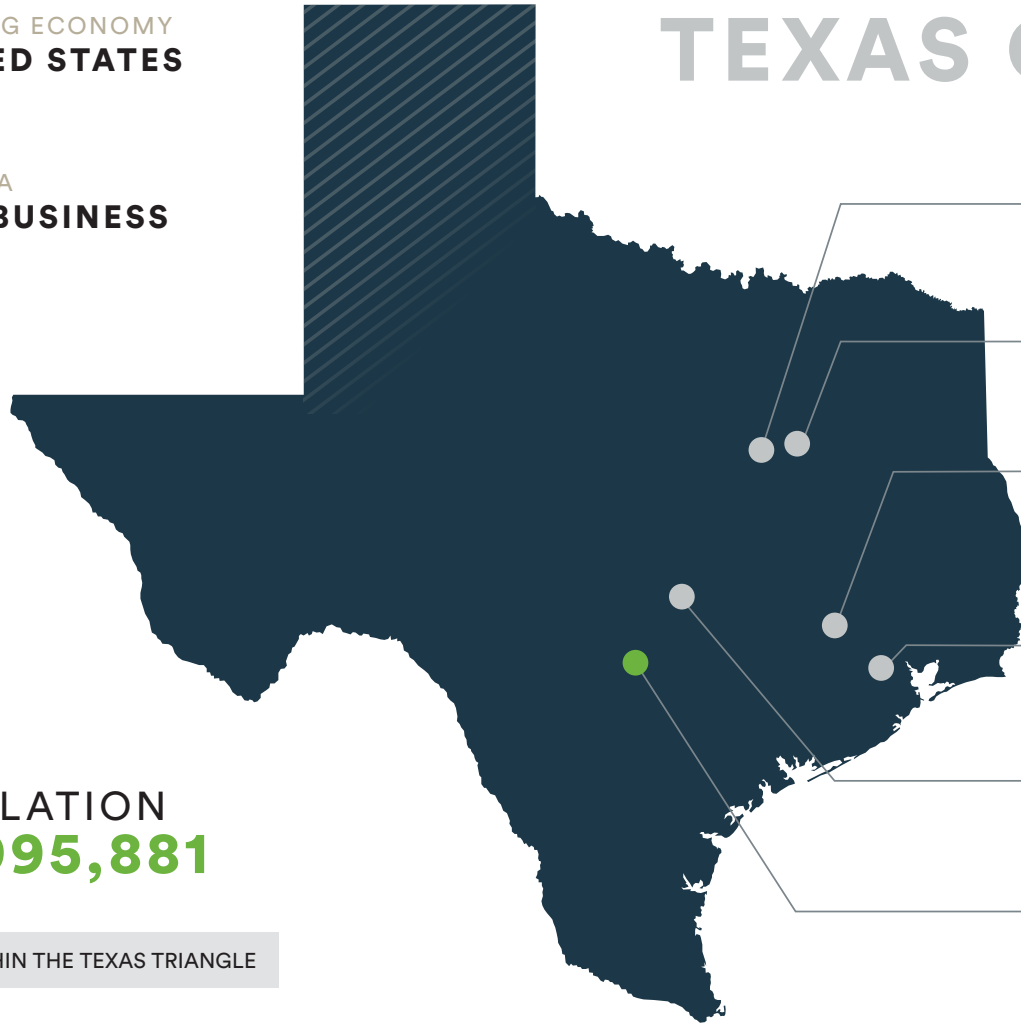 G ECONOMY
ED STATES
TEXAS
A
BUSINESS
LATION
95,881
HIN THE TEXAS TRIANGLE